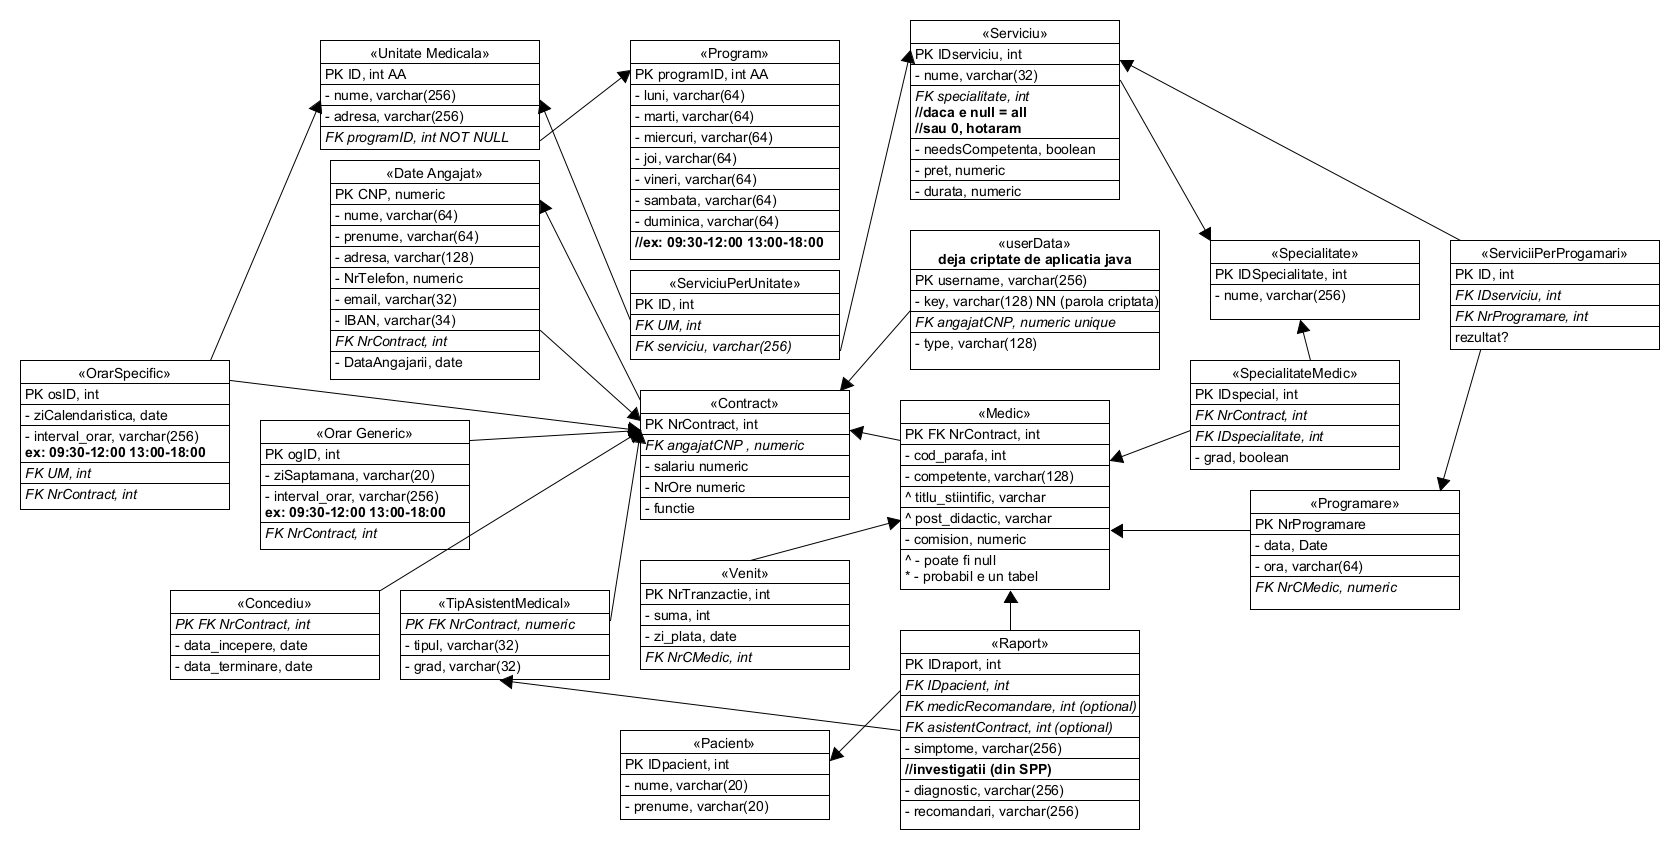 «Unitate Medicala»
PK ID, int AA
- nume, varchar(256)
- adresa, varchar(256)
FK programID, int NOT NULL
«Program»
PK programID, int AA
- luni, varchar(64)
- marti, varchar(64)
- miercuri, varchar(64)
- joi, varchar(64)
- vineri, varchar(64)
- sambata, varchar(64)
- duminica, varchar(64)
//ex: 09:30-12:00 13:00-18:00
«Serviciu»
PK IDserviciu, int
- nume, varchar(32)
FK specialitate, int
//daca e null = all
//sau 0, hotaram
- needsCompetenta, boolean
- pret, numeric
- durata, numeric
«Date Angajat»
PK CNP, numeric
- nume, varchar(64)
- prenume, varchar(64)
- adresa, varchar(128)
- NrTelefon, numeric
- email, varchar(32)
- IBAN, varchar(34)
FK NrContract, int
- DataAngajarii, date
«ServiciuPerUnitate»
PK ID, int
FK UM, int
FK serviciu, varchar(256)
«userData»
deja criptate de aplicatia java
PK username, varchar(256)
- key, varchar(128) NN (parola criptata)
FK angajatCNP, numeric unique
- type, varchar(128)
«Specialitate»
PK IDSpecialitate, int
- nume, varchar(256)
«ServiciiPerProgamari»
PK ID, int
FK IDserviciu, int
FK NrProgramare, int
rezultat?
«OrarSpecific»
PK osID, int
- ziCalendaristica, date
- interval_orar, varchar(256)
ex: 09:30-12:00 13:00-18:00
FK UM, int
FK NrContract, int
«Orar Generic»
PK ogID, int
- ziSaptamana, varchar(20)
- interval_orar, varchar(256)
ex: 09:30-12:00 13:00-18:00
FK NrContract, int
«Contract»
PK NrContract, int
FK angajatCNP , numeric
- salariu numeric
- NrOre numeric
- functie
«Medic»
PK FK NrContract, int
- cod_parafa, int
- competente, varchar(128)
^ titlu_stiintific, varchar
^ post_didactic, varchar
- comision, numeric
^ - poate fi null
* - probabil e un tabel
«SpecialitateMedic»
PK IDspecial, int
FK NrContract, int
FK IDspecialitate, int
- grad, boolean
«Programare»
PK NrProgramare
- data, Date
- ora, varchar(64)
FK NrCMedic, numeric
«Concediu»
PK FK NrContract, int
- data_incepere, date
- data_terminare, date
«TipAsistentMedical»
PK FK NrContract, numeric
- tipul, varchar(32)
- grad, varchar(32)
«Venit»
PK NrTranzactie, int
- suma, int
- zi_plata, date
FK NrCMedic, int
«Raport»
PK IDraport, int
FK IDpacient, int
FK medicRecomandare, int (optional)
FK asistentContract, int (optional)
- simptome, varchar(256)
//investigatii (din SPP)
- diagnostic, varchar(256)
- recomandari, varchar(256)
«Pacient»
PK IDpacient, int
- nume, varchar(20)
- prenume, varchar(20)